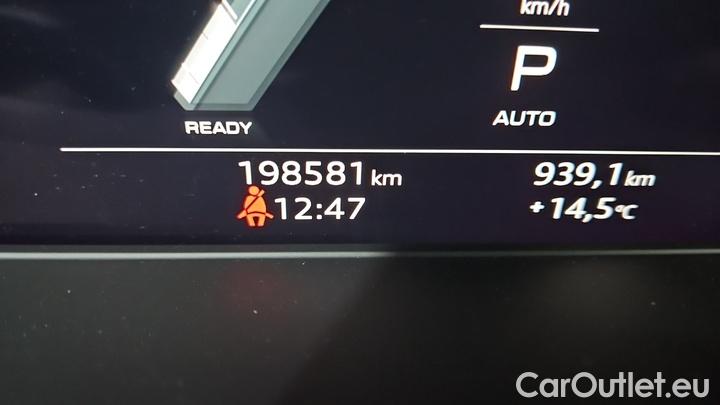 km/h
P
AUTO
READY
198581 km 939,1 km
12:47 +14,5 °C
CarOutlet.eu